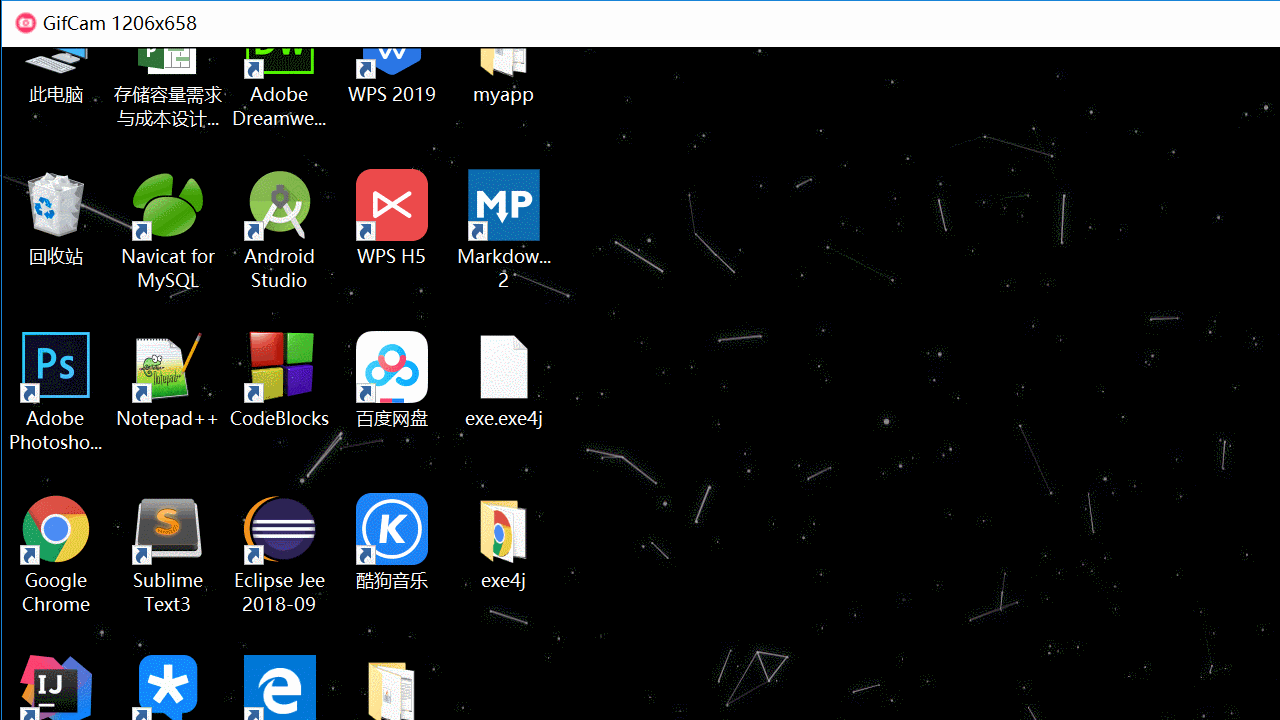 GifCam 1206x658
此电脑
存储容量需求
与成本设计...
Adobe
Dreamwe...
WPS 2019
myapp
回收站
Navicat for
MySQL
Android
Studio
WPS H5
MP
Markdow...
2
Ps
Adobe
Photosho...
Notepad++
CodeBlocks
百度网盘
exe.exe4j
Google
Chrome
S
Sublime
Text3
Eclipse Jee
2018-09
K
酷狗音乐
exe4j
IJ